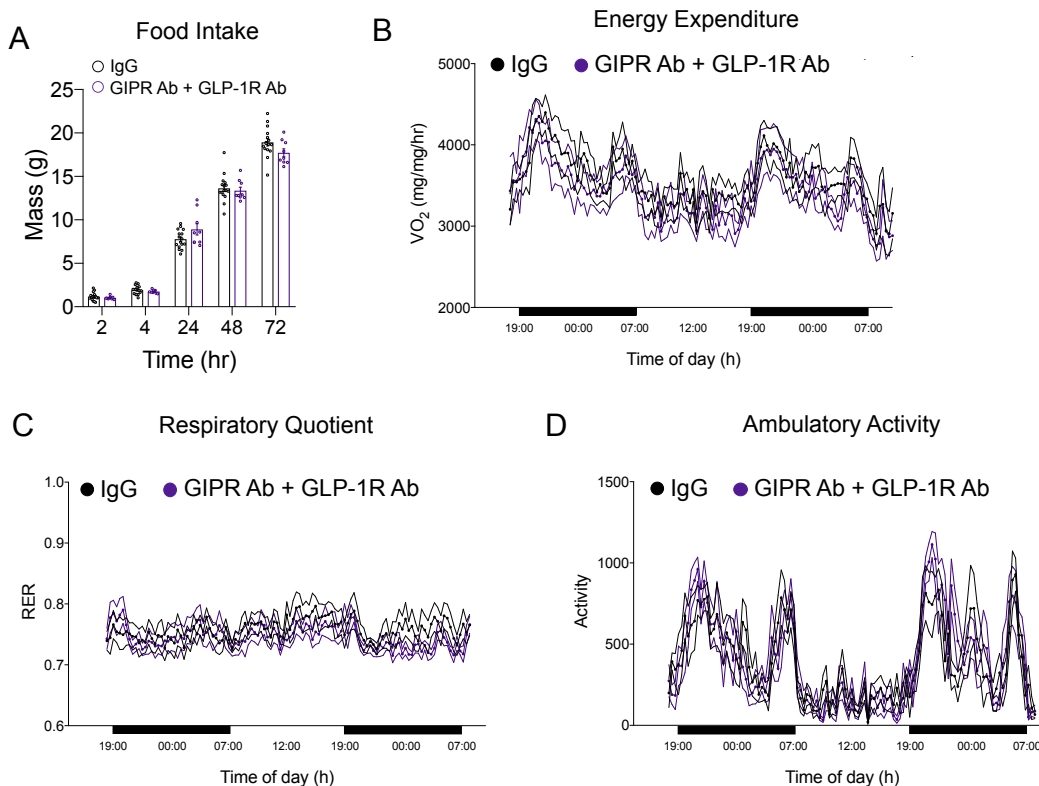 A
Food Intake
IgG
GIPR Ab + GLP-1R Ab
Mass (g)
25
20
15
10
5
0
2 4 24 48 72
Time (hr)
B
Energy Expenditure
IgG GIPR Ab + GLP-1R Ab
VO2 (mg/mg/hr)
5000
4000
3000
2000
19:00 00:00 07:00 12:00 19:00 00:00 07:00
Time of day (h)
C
Respiratory Quotient
IgG GIPR Ab + GLP-1R Ab
RER
1.0
0.9
0.8
0.7
0.6
19:00 00:00 07:00 12:00 19:00 00:00 07:00
Time of day (h)
D
Ambulatory Activity
IgG GIPR Ab + GLP-1R Ab
Activity
1500
1000
500
0
19:00 00:00 07:00 12:00 19:00 00:00 07:00
Time of day (h)